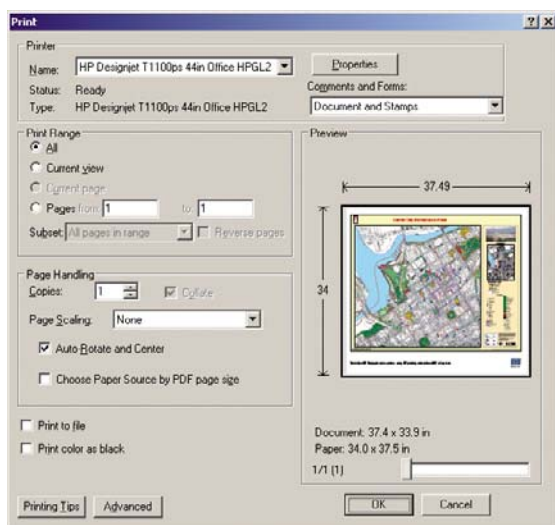 Print
Printer
Name: HP Designjet T1100ps 44in Office HPGL2 Properties
Status: Ready Comments and Forms:
Type: HP Designjet T1100ps 44in Office HPGL2 Document and Stamps
Print Range
All
Current view
Current page
Pages from: 1 to: 1
Subset: All pages in range Reverse pages
Page Handling
Copies: 1 Collate
Page Scaling: None
Auto-Rotate and Center
Choose Paper Source by PDF page size
Print to file
Print color as black
Preview
37.49
34
Document: 37.4 x 33.9 in
Paper: 34.0 x 37.5 in
1/1 (1)
Printing Tips Advanced OK Cancel